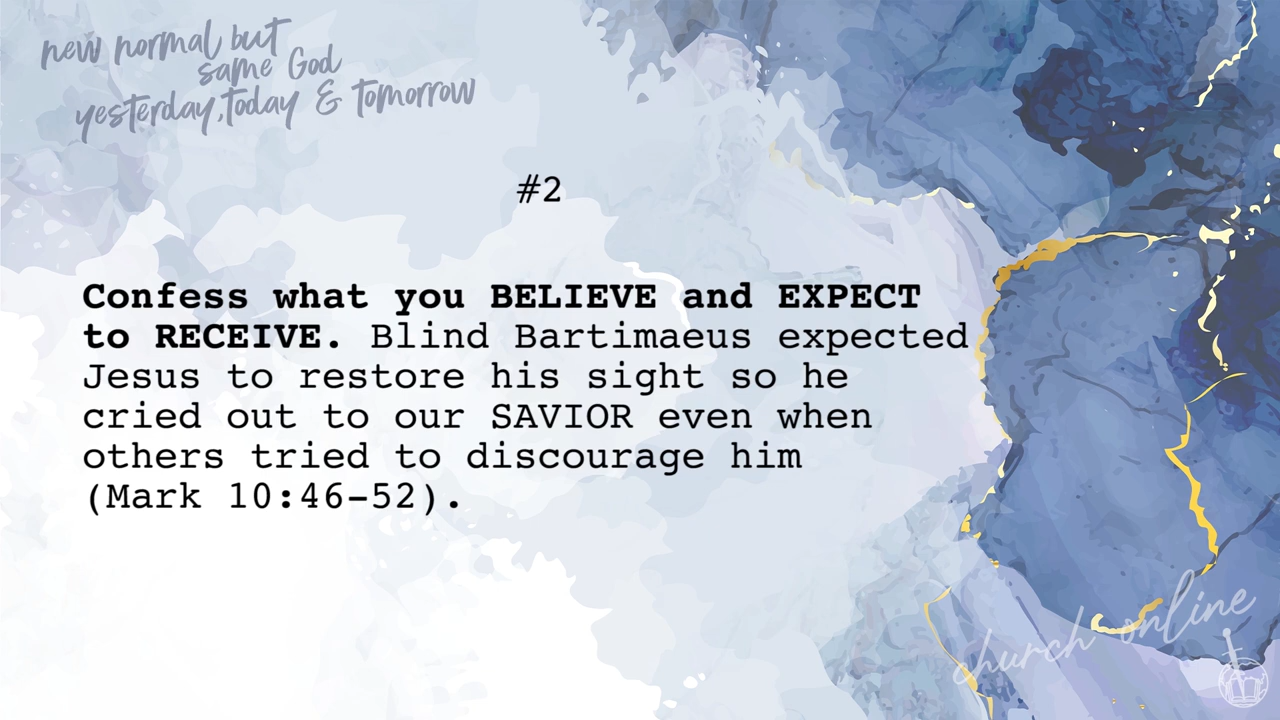 new normal but
same God
yesterday, today & tomorrow
#2
Confess what you BELIEVE and EXPECT
to RECEIVE. Blind Bartimaeus expected
Jesus to restore his sight so he
cried out to our SAVIOR even when
others tried to discourage him
(Mark 10:46-52).
church online